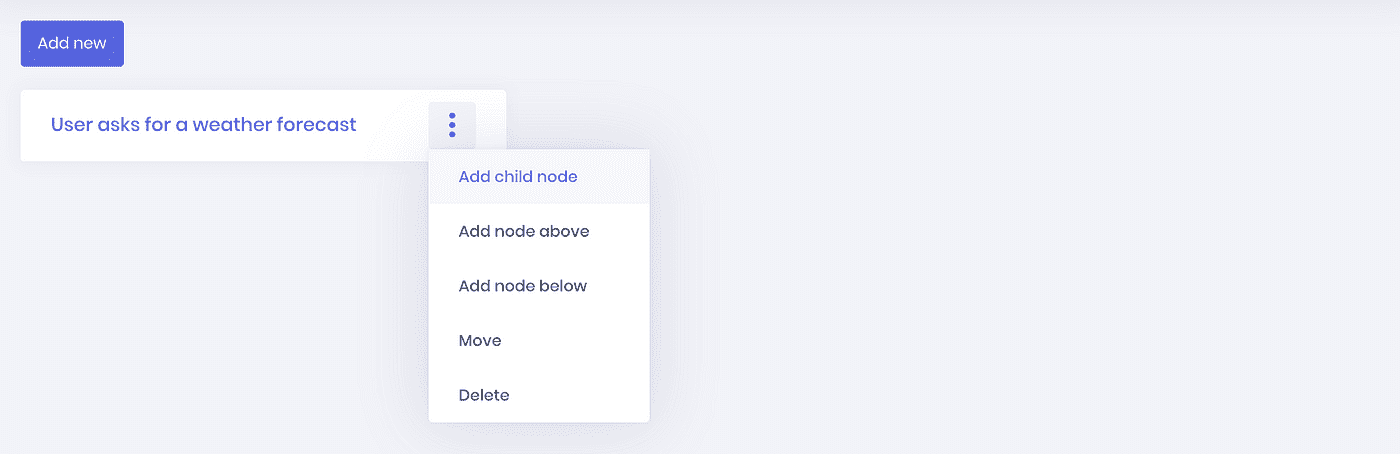 Add new
User asks for a weather forecast
Add child node
Add node above
Add node below
Move
Delete